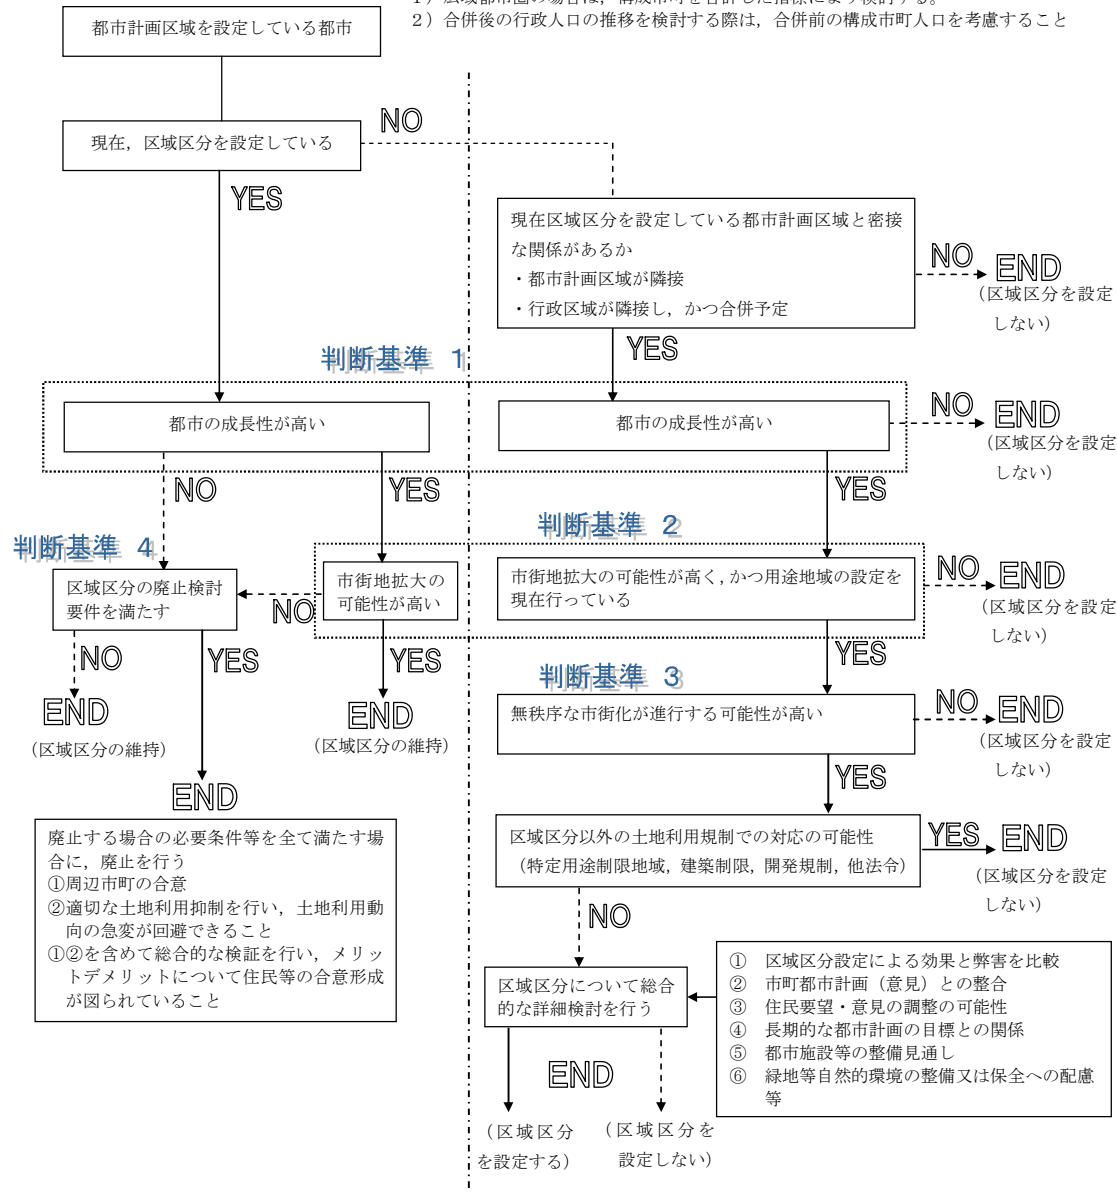 1）広域都市圏の場合は，構成市町を合計した指標により検討する。
2）合併後の行政人口の推移を検討する際は，合併前の構成市町人口を考慮すること
都市計画区域を設定している都市
現在，区域区分を設定している
NO
YES
現在区域区分を設定している都市計画区域と密接
な関係があるか
・都市計画区域が隣接
・行政区域が隣接し，かつ合併予定
NO
END
（区域区分を設定
しない）
YES
判断基準 1
都市の成長性が高い
都市の成長性が高い
NO
END
（区域区分を設定
しない）
NO
YES
YES
判断基準 4
判断基準 2
区域区分の廃止検討
要件を満たす
NO
市街地拡大の
可能性が高い
市街地拡大の可能性が高く，かつ用途地域の設定を
現在行っている
NO
END
（区域区分を設定
しない）
NO
YES
YES
YES
END
（区域区分の維持）
END
（区域区分の維持）
判断基準 3
無秩序な市街化が進行する可能性が高い
NO
END
（区域区分を設定
しない）
END
YES
廃止する場合の必要条件等を全て満たす場
合に，廃止を行う
①周辺市町の合意
②適切な土地利用抑制を行い，土地利用動
向の急変が回避できること
①②を含めて総合的な検証を行い，メリッ
トデメリットについて住民等の合意形成
が図られていること
区域区分以外の土地利用規制での対応の可能性
（特定用途制限地域，建築制限，開発規制，他法令）
YES
END
（区域区分を設定
しない）
NO
区域区分について総合
的な詳細検討を行う
① 区域区分設定による効果と弊害を比較
② 市町都市計画（意見）との整合
③ 住民要望・意見の調整の可能性
④ 長期的な都市計画の目標との関係
⑤ 都市施設等の整備見通し
⑥ 緑地等自然的環境の整備又は保全への配慮
等
END
（区域区分
を設定する）
（区域区分を
設定しない）